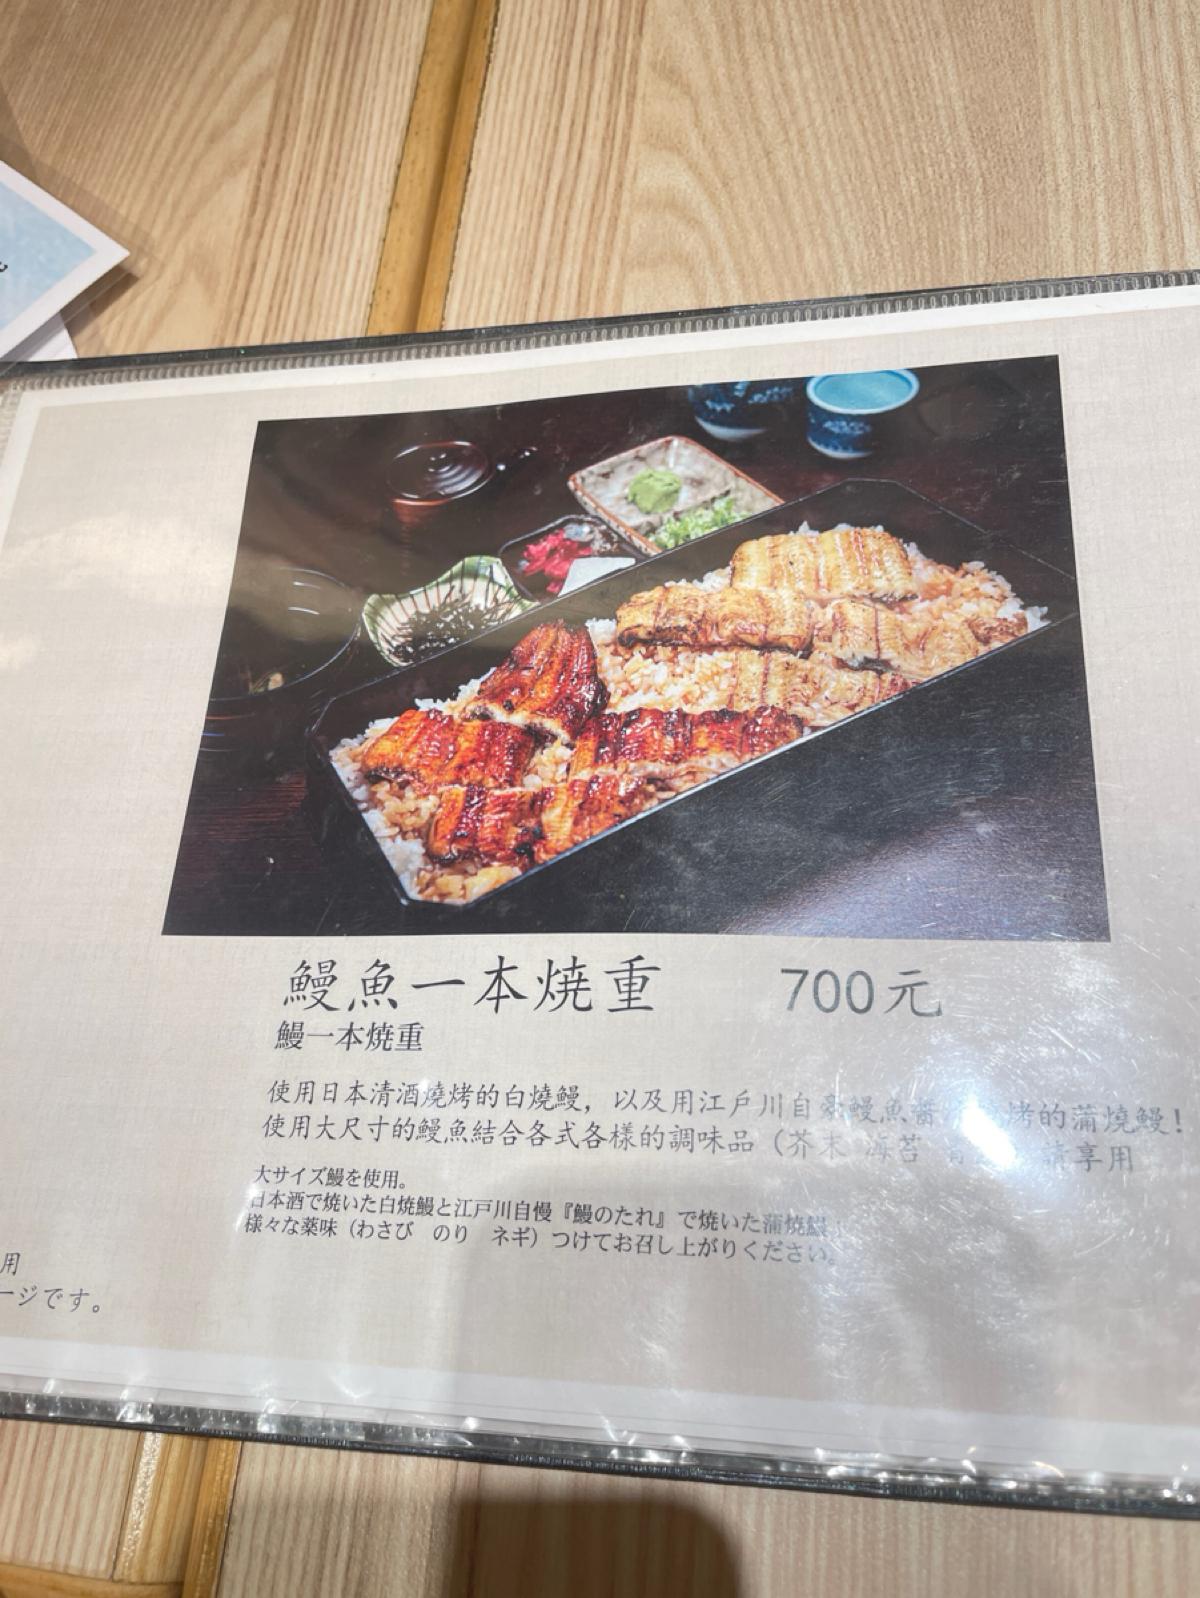 鰻魚一本焼重 700元
鰻一本焼重
使用日本清酒燒烤的白燒鰻，以及用江戶川自豪鰻魚醬 烤的蒲燒鰻！
使用大尺寸的鰻魚結合各式各樣的調味品（芥末 海苔 請享用
大サイズ鰻を使用。
日本酒で焼いた白焼鰻と江戸川自慢『鰻のたれ』で焼いた蒲焼鰻
様々な薬味（わさび のり ネギ）つけてお召し上がりください。
用
ージです。